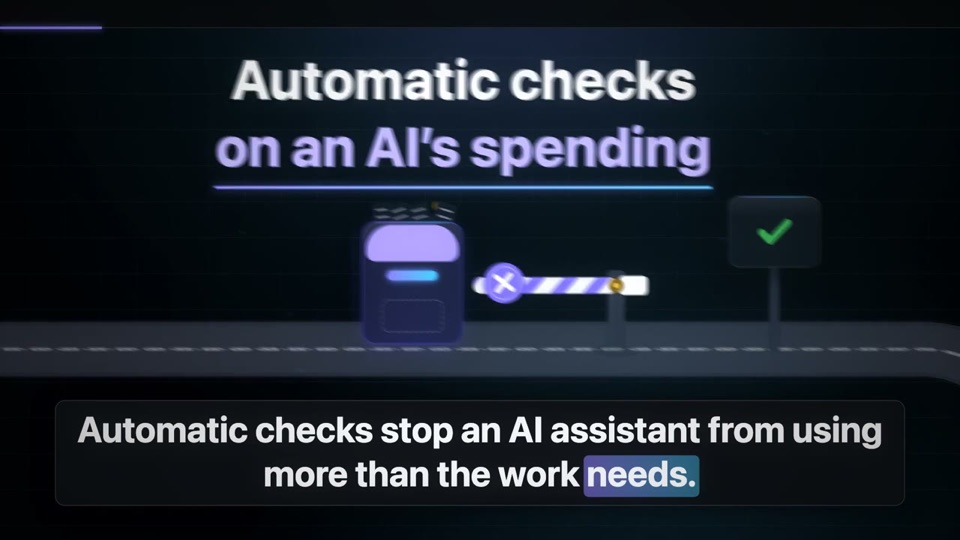 Automatic checks
on an AI’s spending
Automatic checks stop an AI assistant from using
more than the work needs.